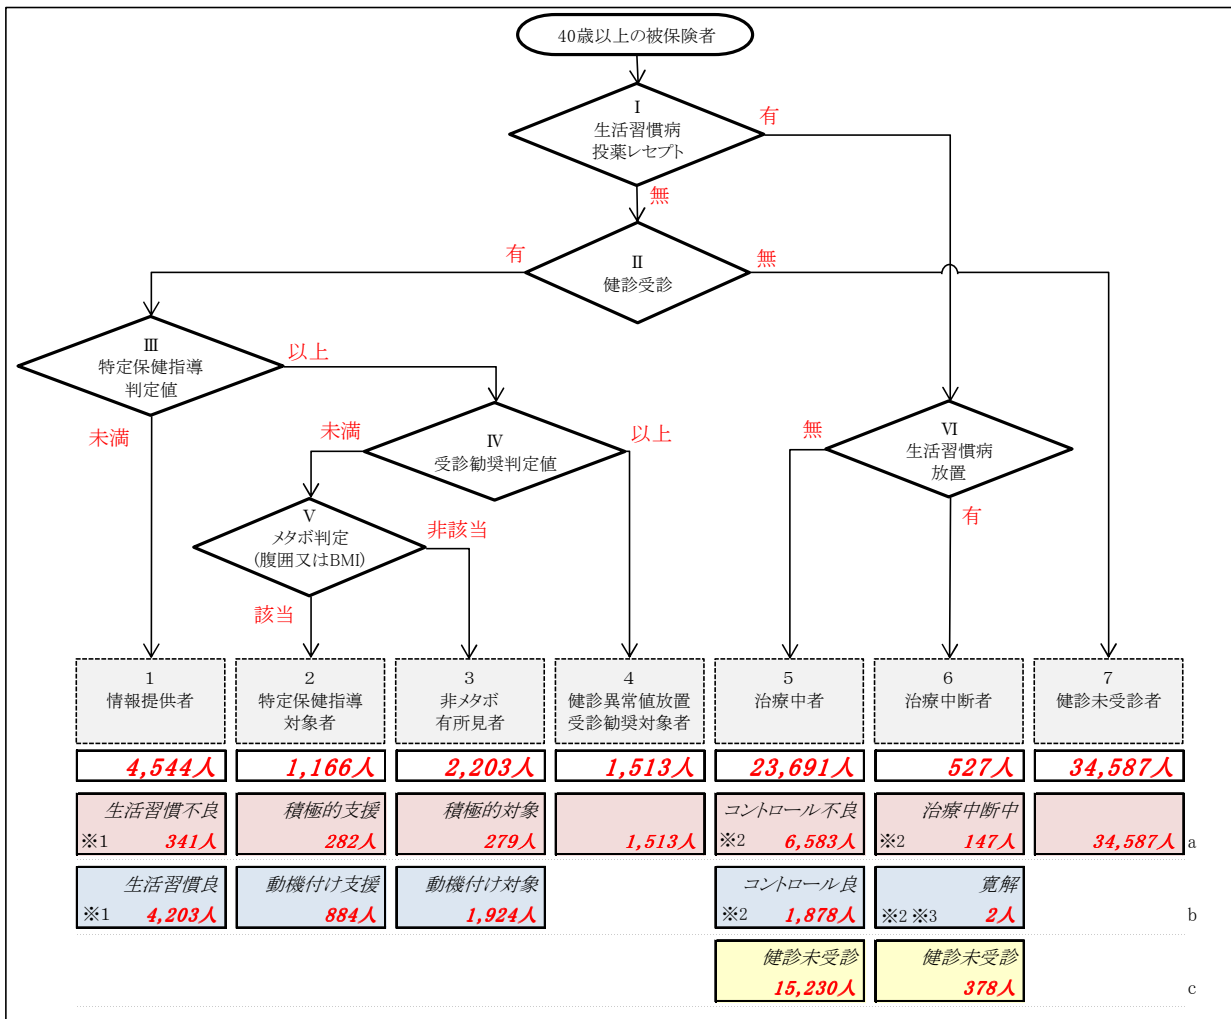 40歳以上の被保険者
Ⅰ
生活習慣病
投薬レセプト
有
無
Ⅱ
健診受診
有
無
Ⅲ
特定保健指導
判定値
以上
未満
Ⅳ
受診勧奨判定値
未満
以上
Ⅵ
生活習慣病
放置
無
有
Ⅴ
メタボ判定
(腹囲又はBMI)
非該当
該当
1
情報提供者
2
特定保健指導
対象者
3
非メタボ
有所見者
4
健診異常値放置
受診勧奨対象者
5
治療中者
6
治療中断者
7
健診未受診者
4,544人
1,166人
2,203人
1,513人
23,691人
527人
34,587人
生活習慣不良
※1 341人
積極的支援
282人
積極的対象
279人
1,513人
コントロール不良
※2 6,583人
治療中断中
※2 147人
34,587人
a
生活習慣良
※1 4,203人
動機付け支援
884人
動機付け対象
1,924人
コントロール良
※2 1,878人
寛解
※2 ※3 2人
b
健診未受診
15,230人
健診未受診
378人
c